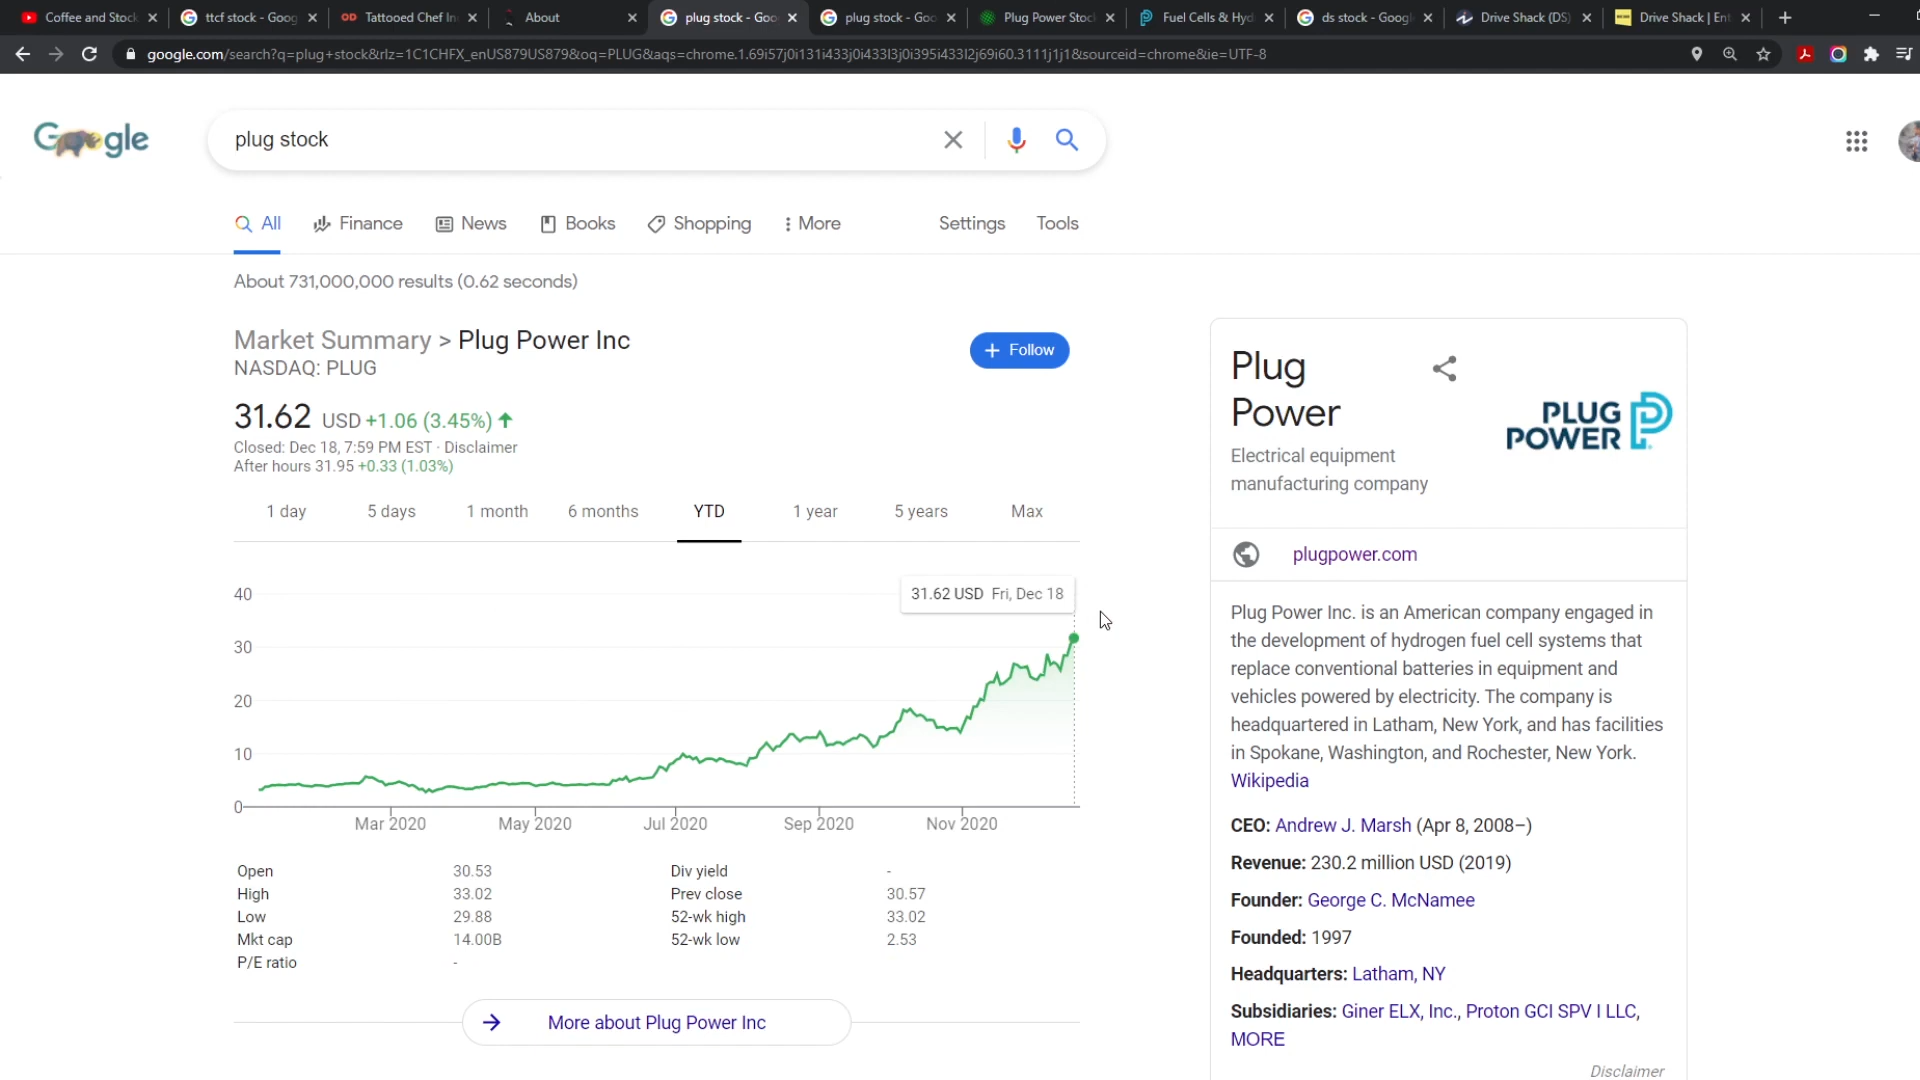 Coffee and Stock
ttcf stock - Goog
Tattooed Chef In
About
plug stock - Goo
plug stock - Goo
Plug Power Stock
Fuel Cells & Hyd
ds stock - Google
Drive Shack (DS)
Drive Shack | Ent
google.com/search?q=plug+stock&rlz=1C1CHFX_enUS879US879&oq=PLUG&aqs=chrome.1.69i57j0i131i433j0i433l3j0i395i433l2j69i60.3111j1j1&sourceid=chrome&ie=UTF-8
Google
plug stock
All
Finance
News
Books
Shopping
More
Settings
Tools
About 731,000,000 results (0.62 seconds)
Market Summary > Plug Power Inc
NASDAQ: PLUG
Follow
31.62 USD +1.06 (3.45%)
Closed: Dec 18, 7:59 PM EST · Disclaimer
After hours 31.95 +0.33 (1.03%)
1 day
5 days
1 month
6 months
YTD
1 year
5 years
Max
31.62 USD Fri, Dec 18
40
30
20
10
0
Mar 2020
May 2020
Jul 2020
Sep 2020
Nov 2020
Open 30.53
High 33.02
Low 29.88
Mkt cap 14.00B
P/E ratio -
Div yield -
Prev close 30.57
52-wk high 33.02
52-wk low 2.53
More about Plug Power Inc
Plug
Power
Electrical equipment
manufacturing company
PLUG
POWER
plugpower.com
Plug Power Inc. is an American company engaged in
the development of hydrogen fuel cell systems that
replace conventional batteries in equipment and
vehicles powered by electricity. The company is
headquartered in Latham, New York, and has facilities
in Spokane, Washington, and Rochester, New York.
Wikipedia
CEO: Andrew J. Marsh (Apr 8, 2008–)
Revenue: 230.2 million USD (2019)
Founder: George C. McNamee
Founded: 1997
Headquarters: Latham, NY
Subsidiaries: Giner ELX, Inc., Proton GCI SPV I LLC,
MORE
Disclaimer